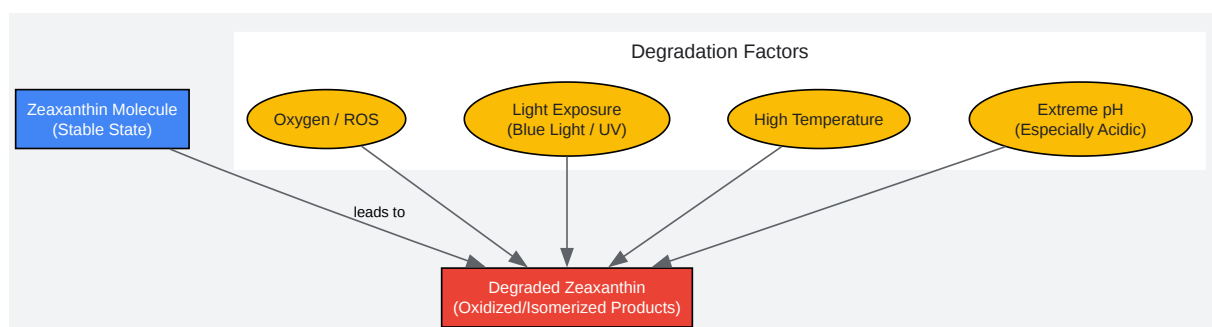 Degradation Factors
Zeaxanthin Molecule
(Stable State)
Oxygen / ROS
Light Exposure
(Blue Light / UV)
High Temperature
Extreme pH
(Especially Acidic)
leads to
Degraded Zeaxanthin
(Oxidized/Isomerized Products)